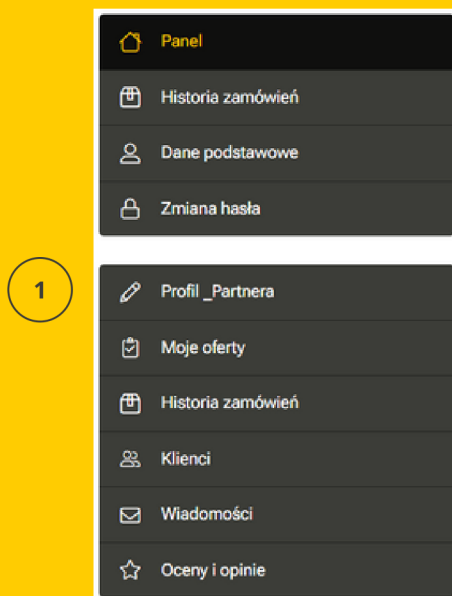 Panel
Historia zamówień
Dane podstawowe
Zmiana hasła
1
Profil _Partnera
Moje oferty
Historia zamówień
Klienci
Wiadomości
Oceny i opinie